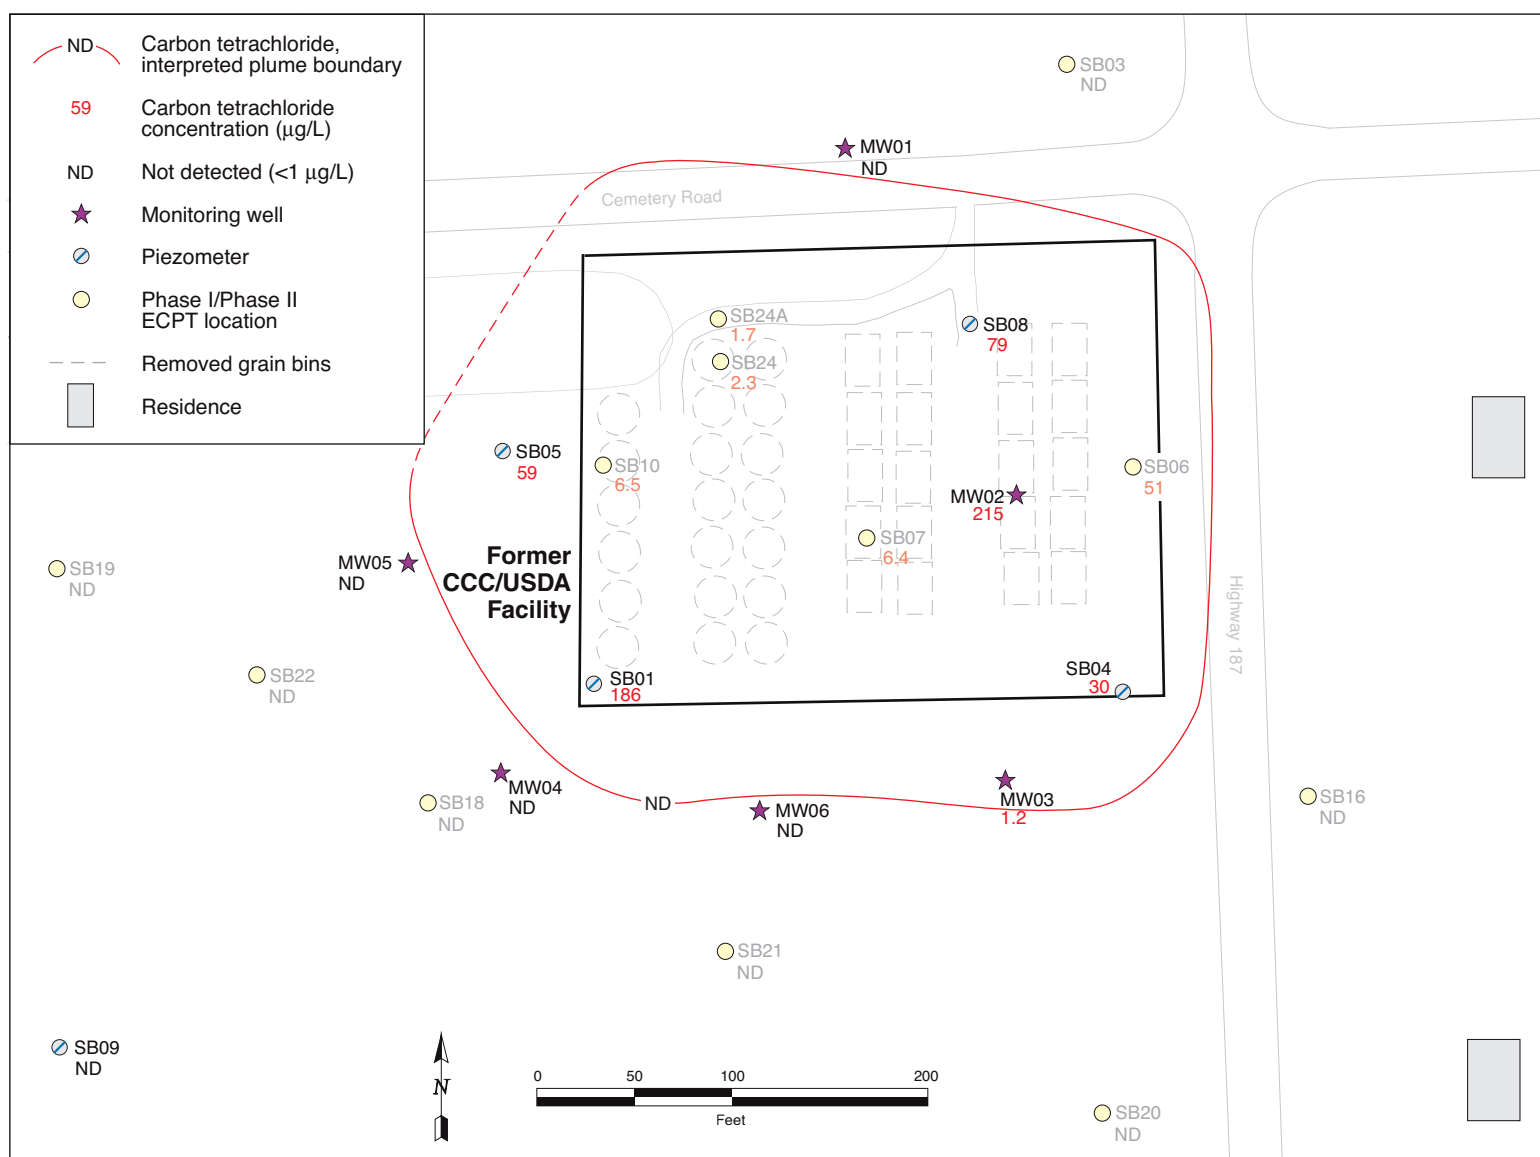 ND
Carbon tetrachloride,
interpreted plume boundary
59
Carbon tetrachloride
concentration (µg/L)
ND
Not detected (<1 µg/L)
Monitoring well
Piezometer
Phase I/Phase II
ECPT location
Removed grain bins
Residence
SB03
ND
MW01
ND
Cemetery Road
SB24A
1.7
SB24
2.3
SB08
79
SB05
59
SB10
6.5
SB06
51
MW02
215
SB07
6.4
MW05
ND
Former
CCC/USDA
Facility
SB19
ND
SB22
ND
Highway 187
SB01
186
SB04
30
MW04
ND
SB18
ND
ND
MW06
ND
MW03
1.2
SB16
ND
SB21
ND
SB09
ND
N
0 50 100 200
Feet
SB20
ND